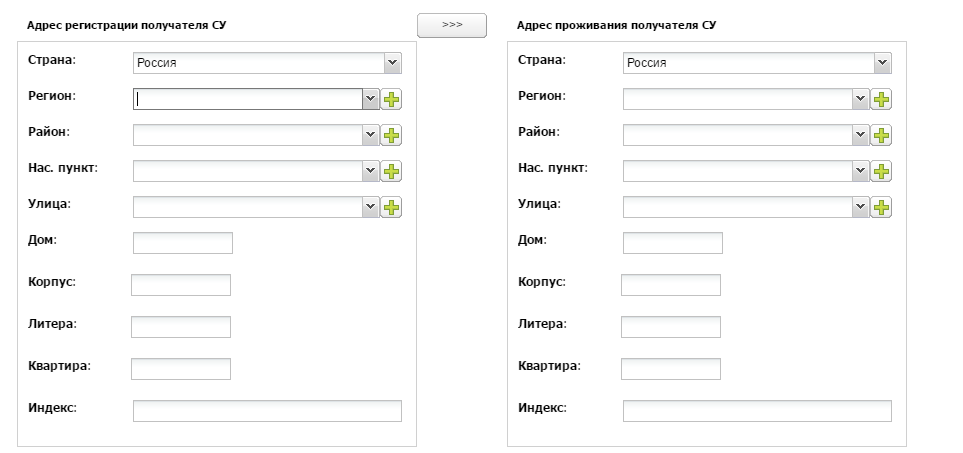 Адрес регистрации получателя СУ
>>>
Адрес проживания получателя СУ
Страна: Россия
Регион:
Район:
Нас. пункт:
Улица:
Дом:
Корпус:
Литера:
Квартира:
Индекс:
Страна: Россия
Регион:
Район:
Нас. пункт:
Улица:
Дом:
Корпус:
Литера:
Квартира:
Индекс: